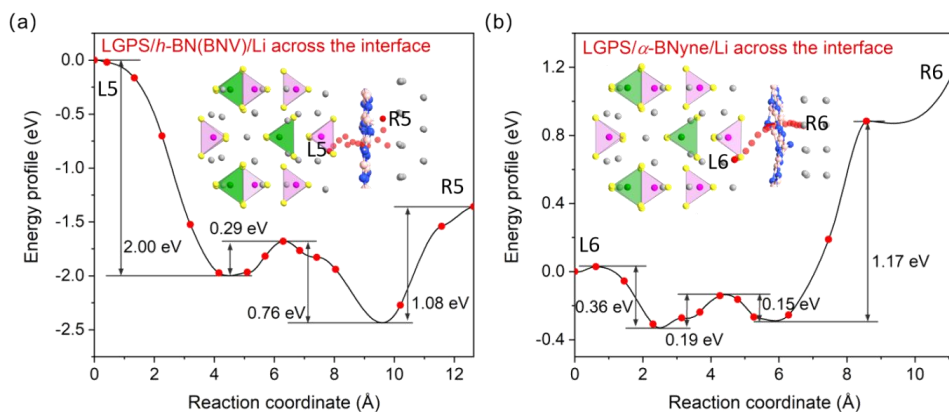 (a)
LGPS/h-BN(BNV)/Li across the interface
Energy profile (eV)
0.0
-0.5
-1.0
-1.5
-2.0
-2.5
L5
L5
R5
R5
2.00 eV
0.29 eV
0.76 eV
1.08 eV
0 2 4 6 8 10 12
Reaction coordinate (Å)
(b)
LGPS/α-BNyne/Li across the interface
Energy profile (eV)
1.2
0.8
0.4
0.0
-0.4
R6
R6
L6
L6
0.36 eV
0.19 eV
0.15 eV
1.17 eV
0 2 4 6 8 10
Reaction coordinate (Å)